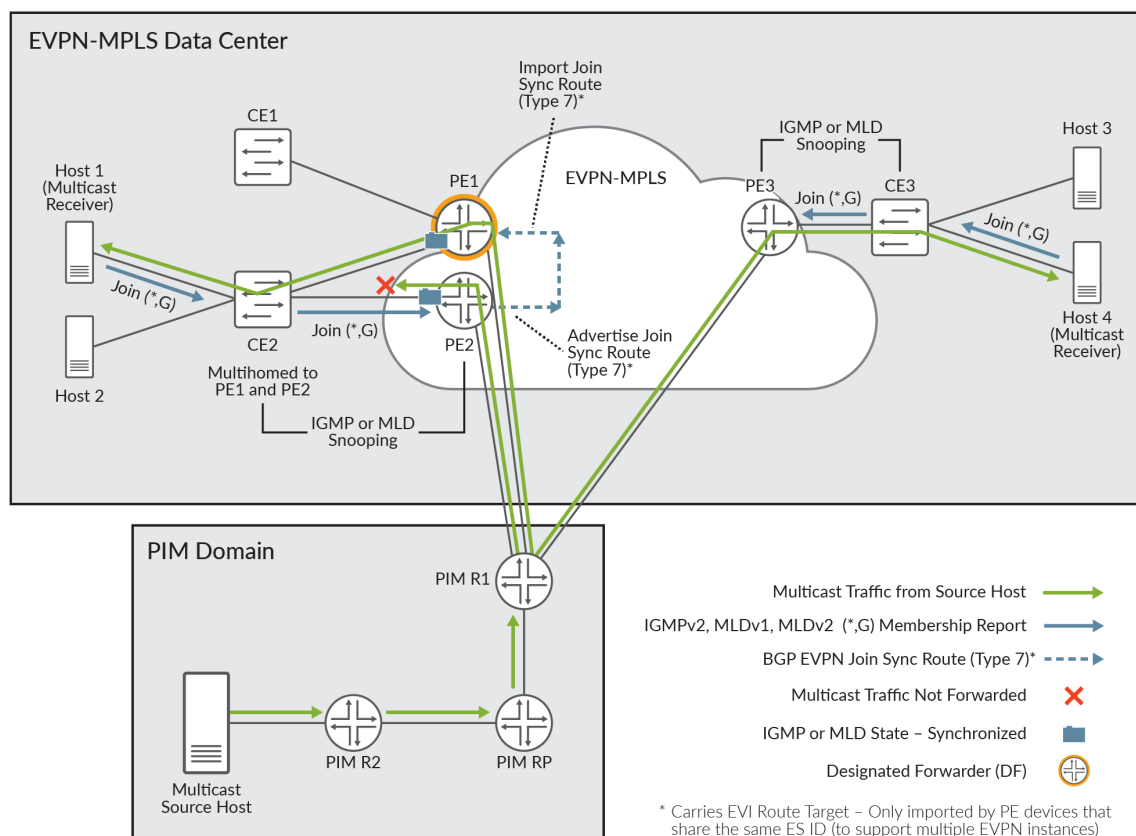 EVPN-MPLS Data Center
Import Join
Sync Route
(Type 7)*
CE1
IGMP or MLD
Snooping
Host 3
Host 1
(Multicast
Receiver)
PE1
EVPN-MPLS
PE3
CE3
Join (*,G)
Join (*,G)
Join (*,G)
Join (*,G)
CE2
PE2
Advertise Join
Sync Route
(Type 7)*
Host 4
(Multicast
Receiver)
Multihomed to
PE1 and PE2
Host 2
IGMP or MLD
Snooping
PIM Domain
PIM R1
Multicast Traffic from Source Host
IGMPv2, MLDv1, MLDv2 (*,G) Membership Report
BGP EVPN Join Sync Route (Type 7)*
Multicast Traffic Not Forwarded
IGMP or MLD State – Synchronized
Designated Forwarder (DF)
PIM R2
PIM RP
Multicast
Source Host
* Carries EVI Route Target – Only imported by PE devices that
share the same ES ID (to support multiple EVPN instances)